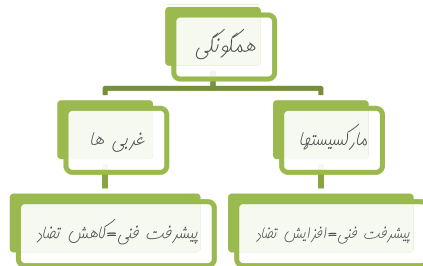 همگونگی
مارکسیستها
غربی ها
پیشرفت فنی=افزایش تضاد
پیشرفت فنی=کاهش تضاد